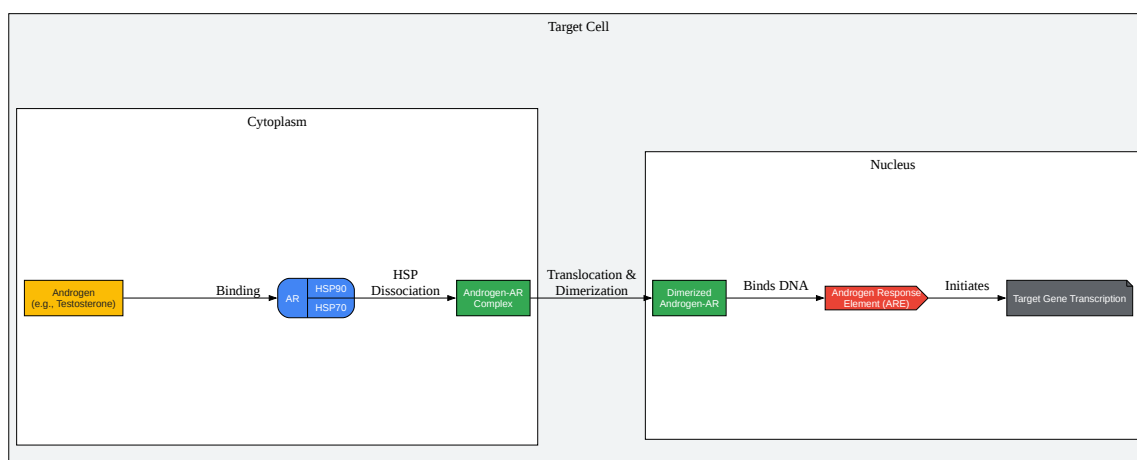 Target Cell
Cytoplasm
Nucleus
Androgen
(e.g., Testosterone)
Binding
AR
HSP90
HSP70
HSP
Dissociation
Androgen-AR
Complex
Translocation &
Dimerization
Dimerized
Androgen-AR
Binds DNA
Androgen Response
Element (ARE)
Initiates
Target Gene Transcription